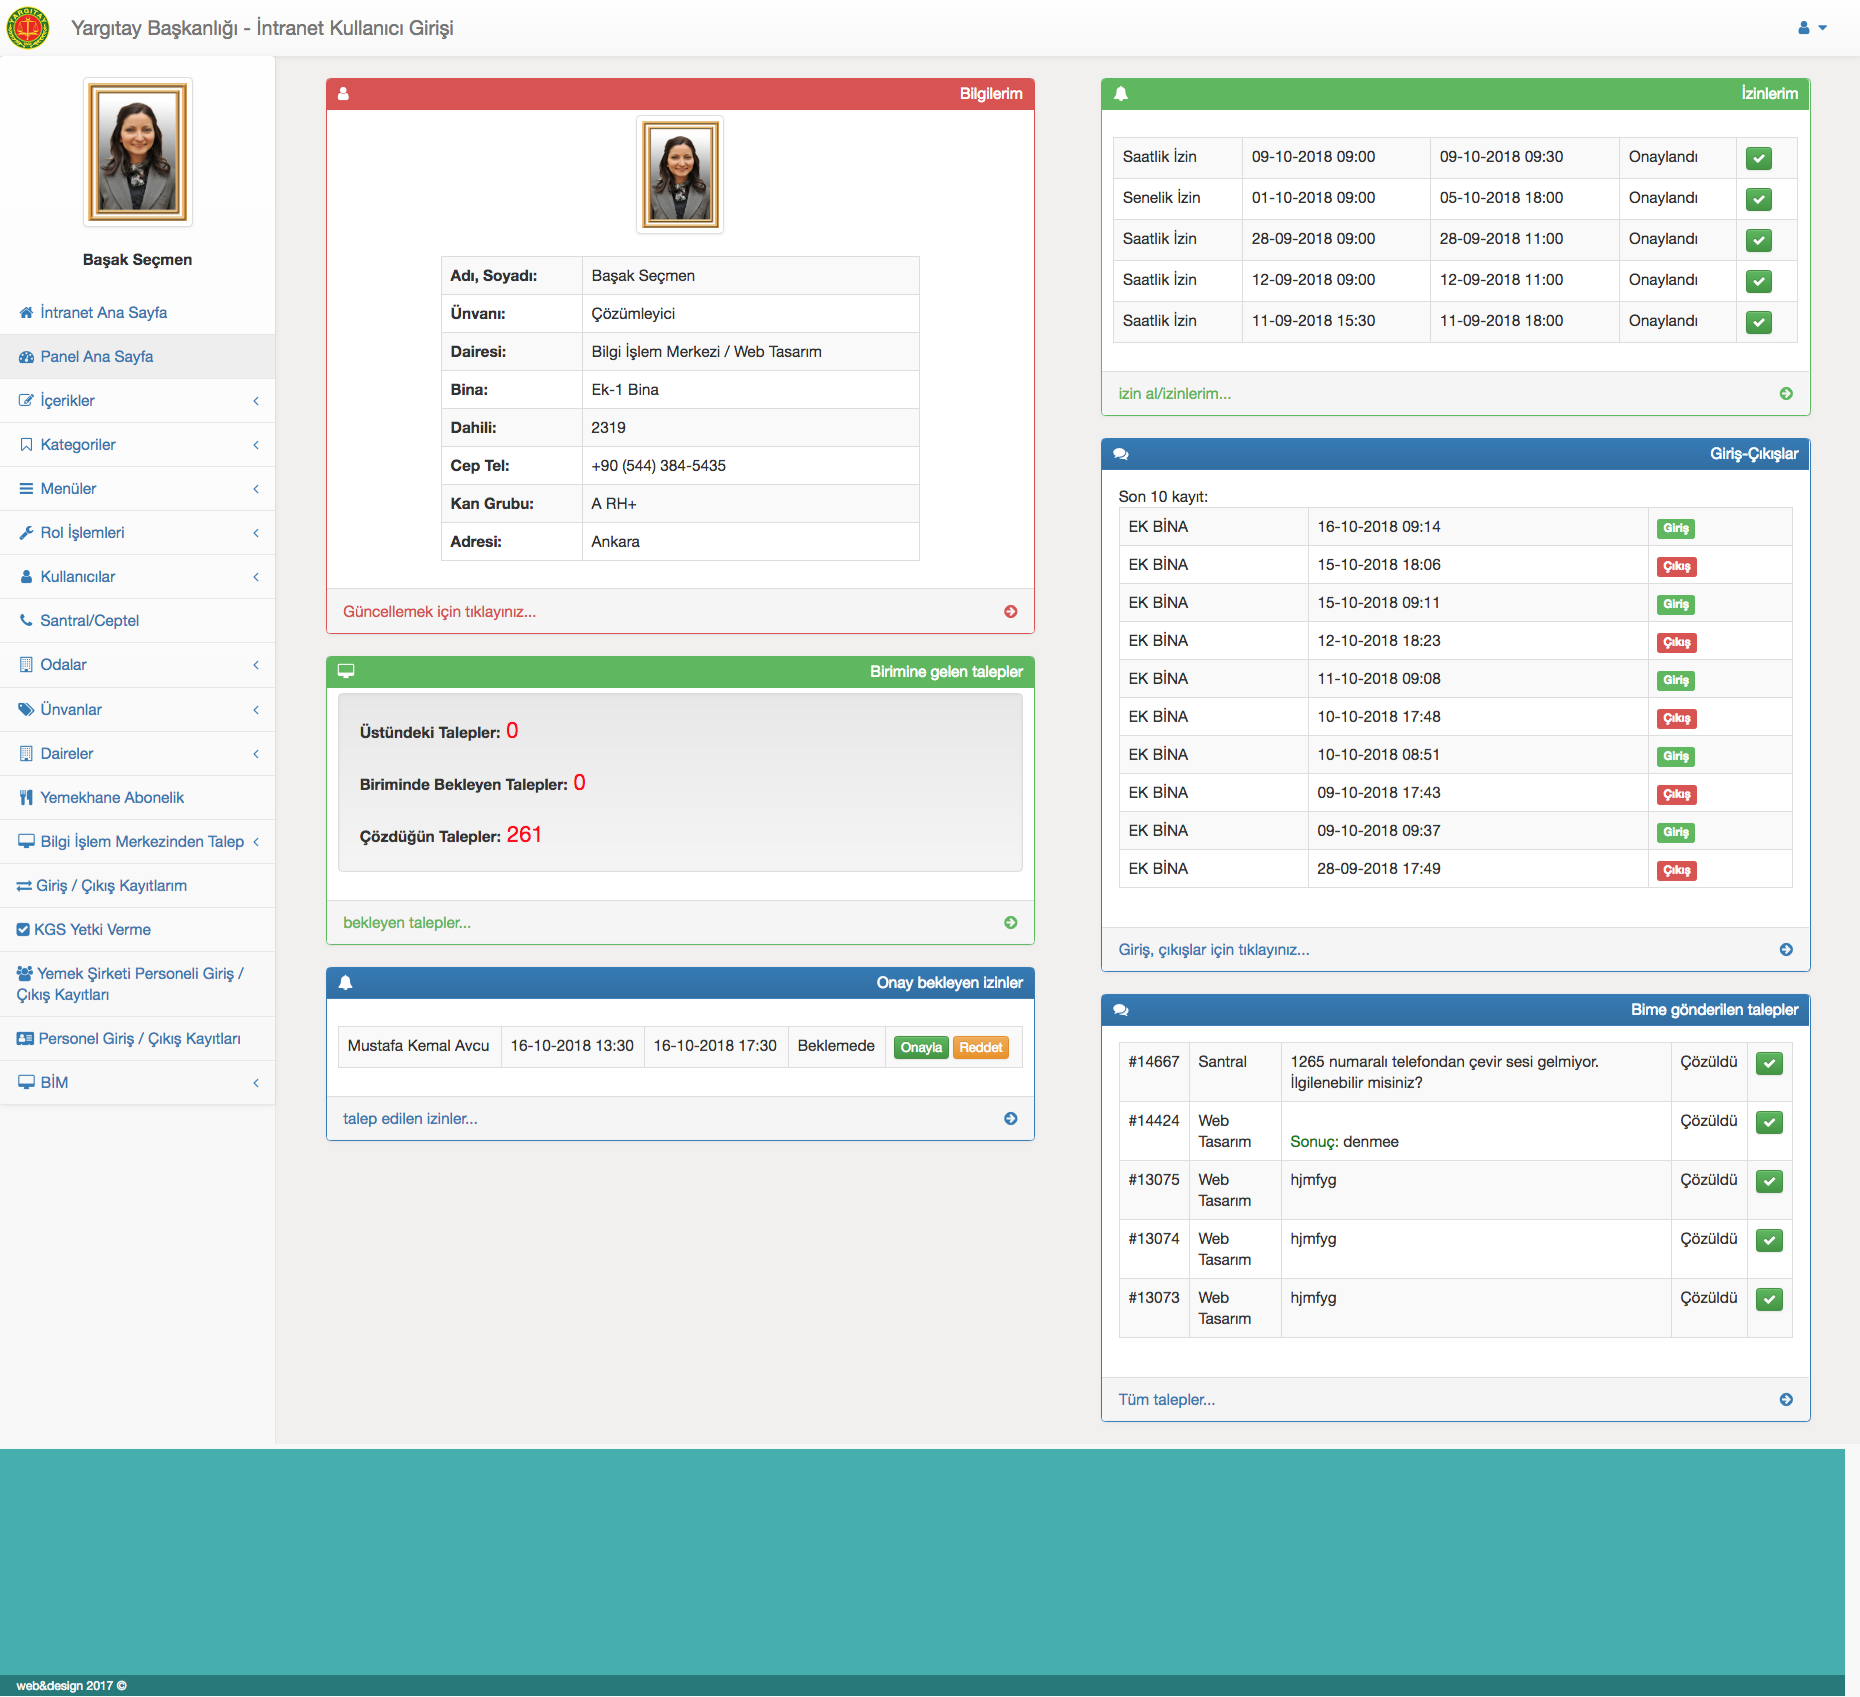 YARGITAY
Yargıtay Başkanlığı - İntranet Kullanıcı Girişi
Başak Seçmen
İntranet Ana Sayfa
Panel Ana Sayfa
İçerikler
Kategoriler
Menüler
Rol İşlemleri
Kullanıcılar
Santral/Ceptel
Odalar
Ünvanlar
Daireler
Yemekhane Abonelik
Bilgi İşlem Merkezinden Talep
Giriş / Çıkış Kayıtlarım
KGS Yetki Verme
Yemek Şirketi Personeli Giriş /
Çıkış Kayıtları
Personel Giriş / Çıkış Kayıtları
BİM
Bilgilerim
Adı, Soyadı: Başak Seçmen
Ünvanı: Çözümleyici
Dairesi: Bilgi İşlem Merkezi / Web Tasarım
Bina: Ek-1 Bina
Dahili: 2319
Cep Tel: +90 (544) 384-5435
Kan Grubu: A RH+
Adresi: Ankara
Güncellemek için tıklayınız...
Birimine gelen talepler
Üstündeki Talepler: 0
Biriminde Bekleyen Talepler: 0
Çözdüğün Talepler: 261
bekleyen talepler...
Onay bekleyen izinler
Mustafa Kemal Avcu 16-10-2018 13:30 16-10-2018 17:30 Beklemede Onayla Reddet
talep edilen izinler...
İzinlerim
Saatlik İzin 09-10-2018 09:00 09-10-2018 09:30 Onaylandı
Senelik İzin 01-10-2018 09:00 05-10-2018 18:00 Onaylandı
Saatlik İzin 28-09-2018 09:00 28-09-2018 11:00 Onaylandı
Saatlik İzin 12-09-2018 09:00 12-09-2018 11:00 Onaylandı
Saatlik İzin 11-09-2018 15:30 11-09-2018 18:00 Onaylandı
izin al/izinlerim...
Giriş-Çıkışlar
Son 10 kayıt:
EK BİNA 16-10-2018 09:14 Giriş
EK BİNA 15-10-2018 18:06 Çıkış
EK BİNA 15-10-2018 09:11 Giriş
EK BİNA 12-10-2018 18:23 Çıkış
EK BİNA 11-10-2018 09:08 Giriş
EK BİNA 10-10-2018 17:48 Çıkış
EK BİNA 10-10-2018 08:51 Giriş
EK BİNA 09-10-2018 17:43 Çıkış
EK BİNA 09-10-2018 09:37 Giriş
EK BİNA 28-09-2018 17:49 Çıkış
Giriş, çıkışlar için tıklayınız...
Bime gönderilen talepler
#14667 Santral 1265 numaralı telefondan çevir sesi gelmiyor. Çözüldü
İlgilenebilir misiniz?
#14424 Web Çözüldü
Tasarım Sonuç: denmee
#13075 Web hjmfyg Çözüldü
Tasarım
#13074 Web hjmfyg Çözüldü
Tasarım
#13073 Web hjmfyg Çözüldü
Tasarım
Tüm talepler...
web&design 2017 ©